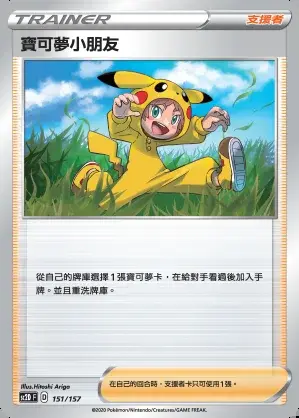 TRAINER 支援者
寶可夢小朋友
從自己的牌庫選擇1張寶可夢卡，在給對手看過後加入手
牌。並且重洗牌庫。
Illus.Hitoshi Ariga
SC1D F D 151/157
在自己的回合時，支援者卡只可使用1張。
©2020 Pokémon/Nintendo/Creatures/GAME FREAK.